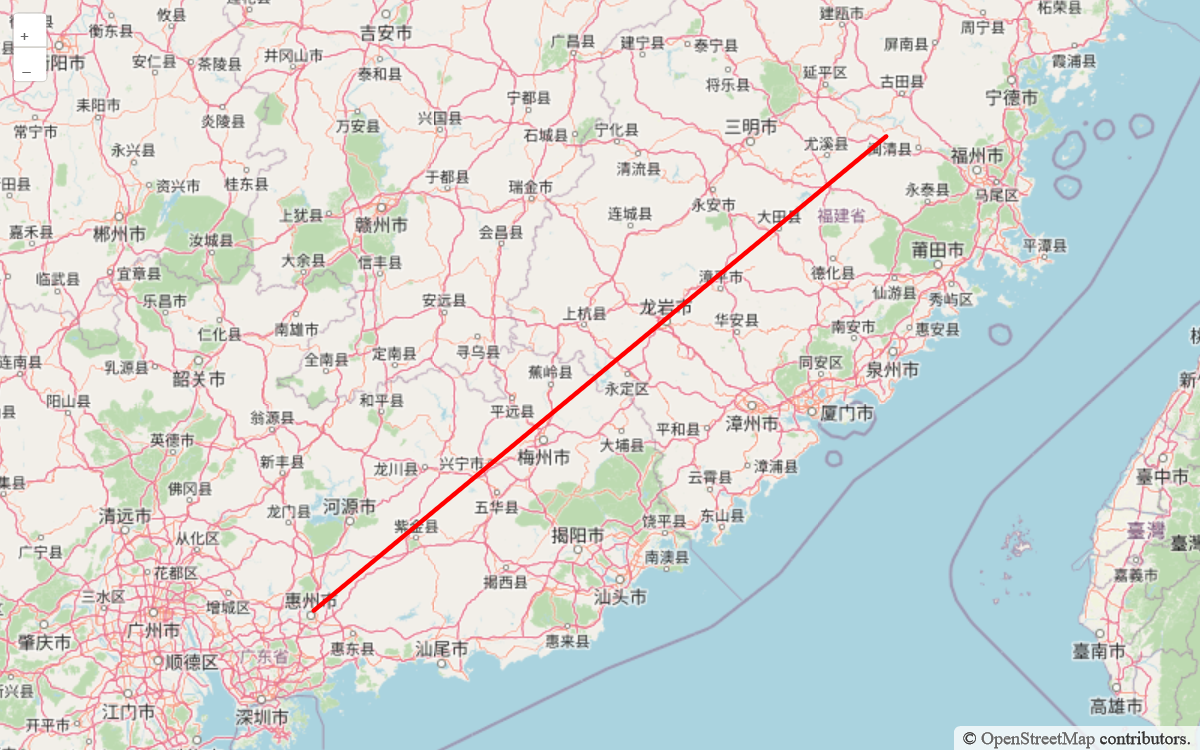 柘荣县
攸县
衡东县
吉安市
建瓯市
周宁县
广昌县
建宁县
泰宁县
屏南县
霞浦县
+
安仁县
茶陵县
井冈山市
泰和县
延平区
古田县
将乐县
−
耒阳市
宁都县
宁德市
炎陵县
万安县
兴国县
石城县
宁化县
三明市
常宁市
永兴县
尤溪县
闽清县
福州市
清流县
资兴市
桂东县
于都县
瑞金市
永泰县
马尾区
上犹县
赣州市
连城县
永安市
大田县
福建省
嘉禾县
郴州市
汝城县
会昌县
莆田市
平潭县
大余县
信丰县
临武县
宜章县
漳平市
德化县
仙游县
秀屿区
乐昌市
安远县
上杭县
龙岩市
南雄市
仁化县
华安县
南安市
惠安县
寻乌县
定南县
全南县
连南县
乳源县
韶关市
蕉岭县
同安区
泉州市
永定区
阳山县
和平县
平远县
厦门市
翁源县
漳州市
平和县
英德市
大埔县
梅州市
新丰县
龙川县
兴宁市
漳浦县
云霄县
臺中市
佛冈县
清远市
龙门县
河源市
五华县
紫金县
饶平县
东山县
臺灣
从化区
揭阳市
广宁县
南澳县
花都区
揭西县
嘉義市
三水区
增城区
惠州市
汕头市
广州市
肇庆市
惠来县
惠东县
汕尾市
臺南市
顺德区
广东省
江门市
深圳市
高雄市
开平市
© OpenStreetMap contributors.